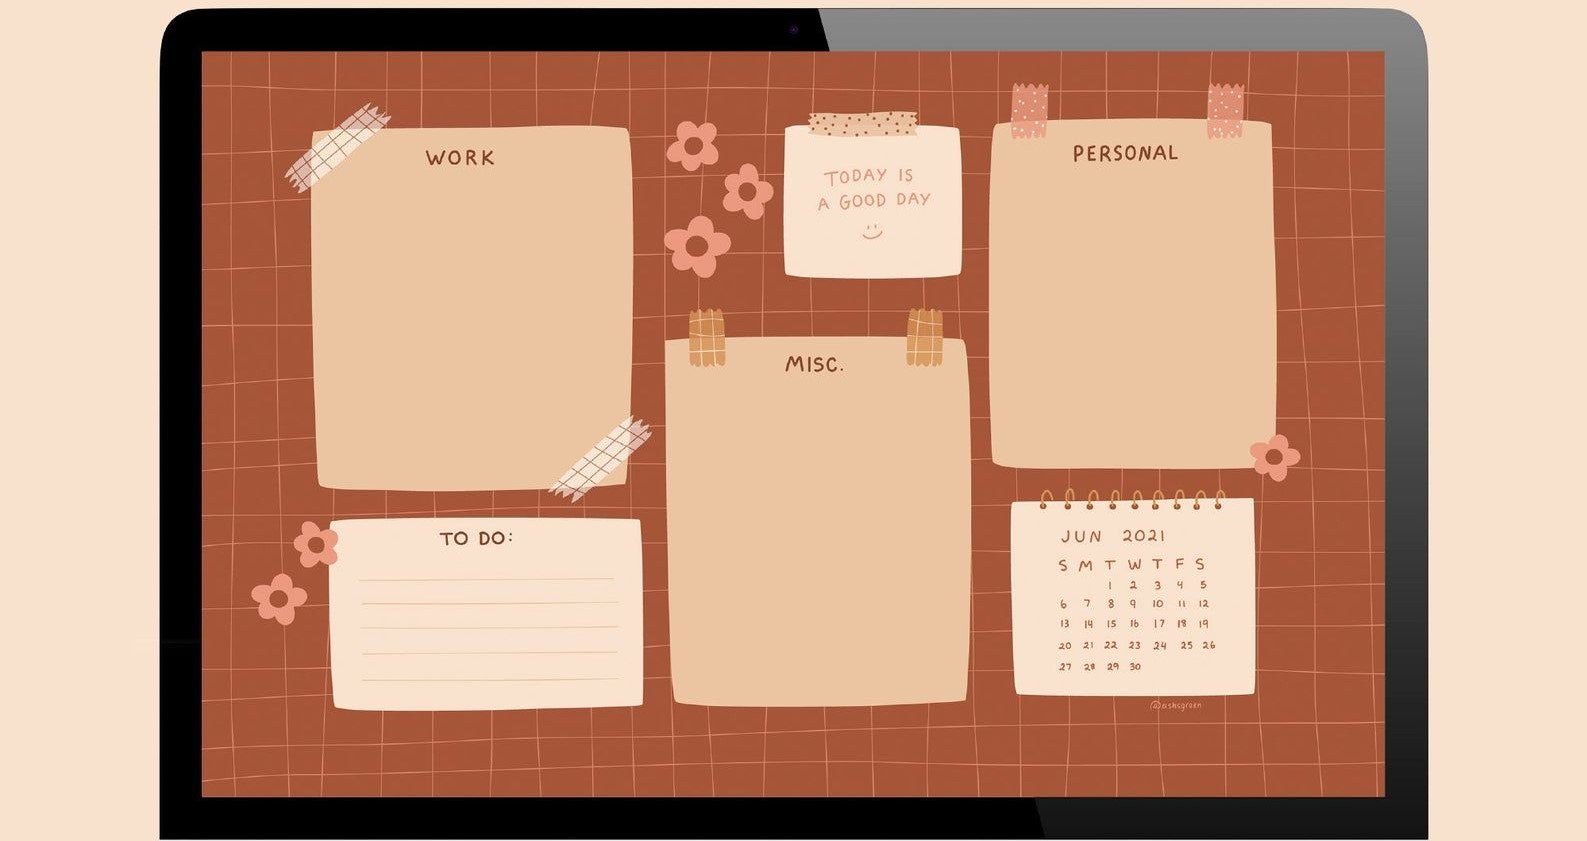 WORK
TODAY IS
A GOOD DAY
PERSONAL
MISC.
TO DO:
JUN 2021
S M T W T F S
1 2 3 4 5
6 7 8 9 10 11 12
13 14 15 16 17 18 19
20 21 22 23 24 25 26
27 28 29 30
@ashsgreen